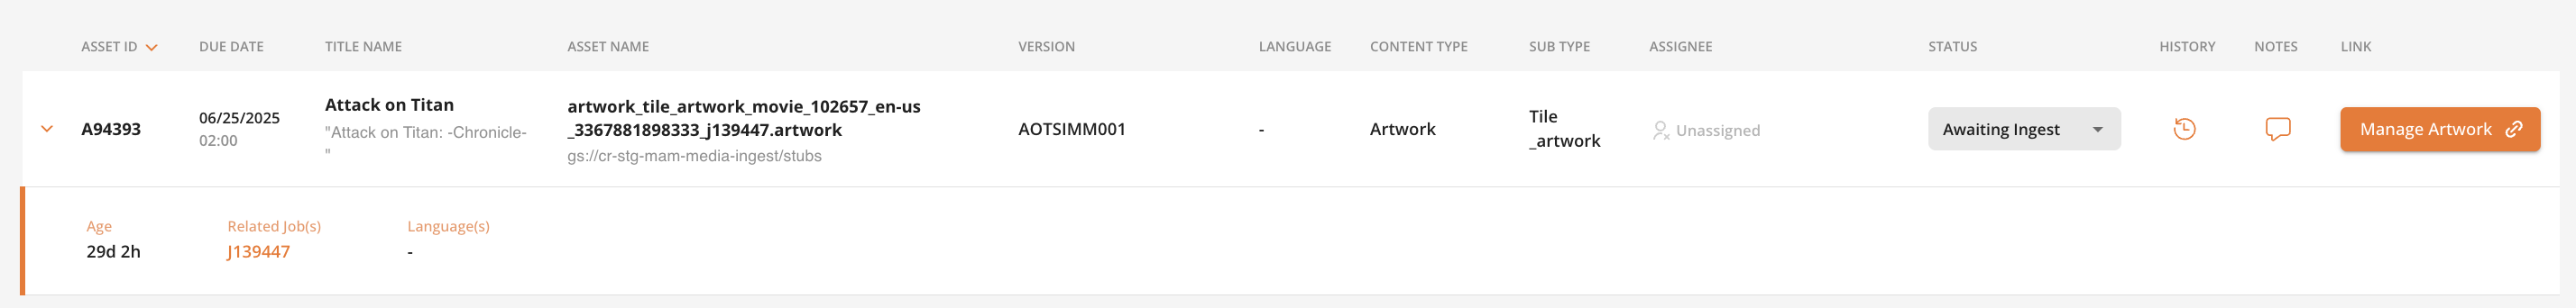 ASSET ID DUE DATE TITLE NAME ASSET NAME VERSION LANGUAGE CONTENT TYPE SUB TYPE ASSIGNEE STATUS HISTORY NOTES LINK
A94393
06/25/2025
02:00
Attack on Titan
"Attack on Titan: -Chronicle-
"
artwork_tile_artwork_movie_102657_en-us
_3367881898333_j139447.artwork
gs://cr-stg-mam-media-ingest/stubs
AOTSIMM001
-
Artwork
Tile
_artwork
Unassigned
Awaiting Ingest
Manage Artwork
Age Related Job(s) Language(s)
29d 2h J139447 -